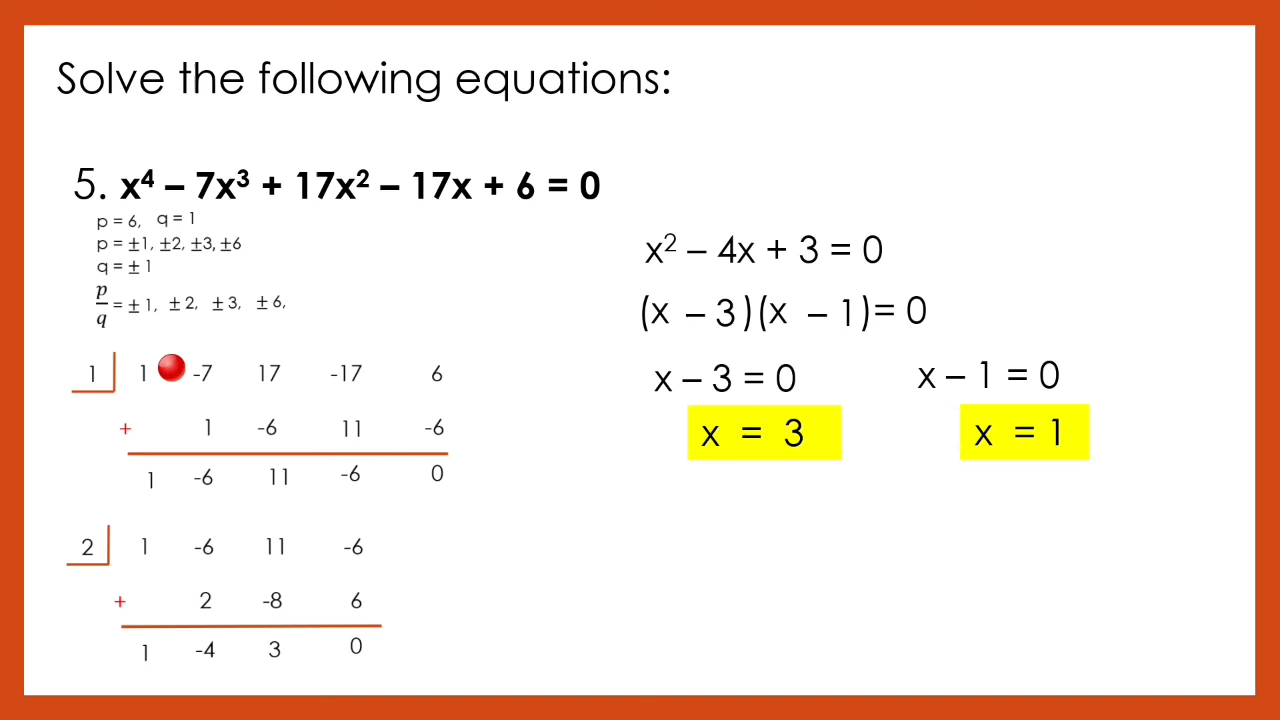 Solve the following equations:
5. x⁴ – 7x³ + 17x² – 17x + 6 = 0
p = 6, q = 1
p = ±1, ±2, ±3, ±6
q = ± 1
p/q = ± 1, ± 2, ± 3, ± 6,
1 1 -7 17 -17 6
+ 1 -6 11 -6
1 -6 11 -6 0
2 1 -6 11 -6
+ 2 -8 6
1 -4 3 0
x² – 4x + 3 = 0
(x – 3)(x – 1)= 0
x – 3 = 0 x – 1 = 0
x = 3 x = 1